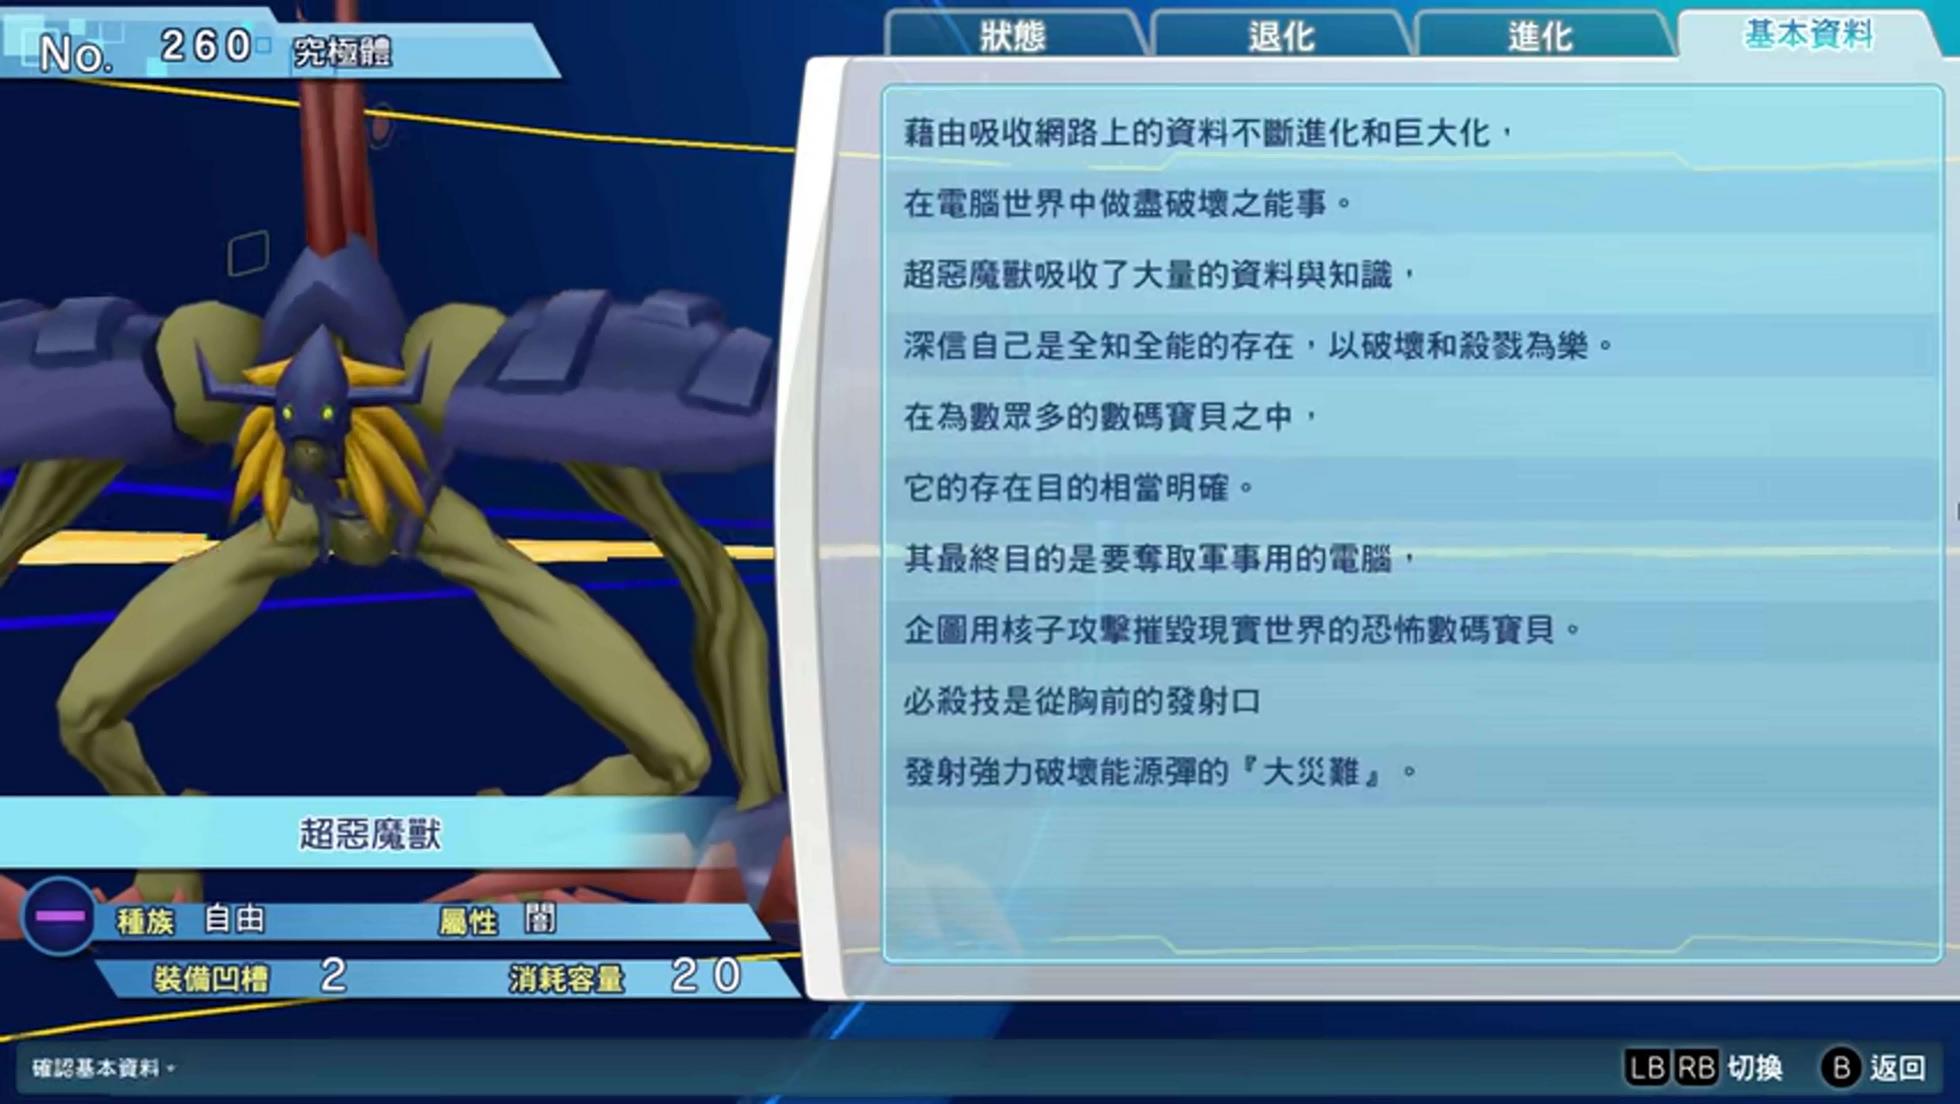 No. 260 究極體
狀態 退化 進化 基本資料
藉由吸收網路上的資料不斷進化和巨大化，
在電腦世界中做盡破壞之能事。
超惡魔獸吸收了大量的資料與知識，
深信自己是全知全能的存在，以破壞和殺戮為樂。
在為數眾多的數碼寶貝之中，
它的存在目的相當明確。
其最終目的是要奪取軍事用的電腦，
企圖用核子攻擊摧毀現實世界的恐怖數碼寶貝。
必殺技是從胸前的發射口
發射強力破壞能源彈的『大災難』。
超惡魔獸
種族 自由 屬性 闇
裝備凹槽 2 消耗容量 20
確認基本資料。
LB RB 切換 B 返回